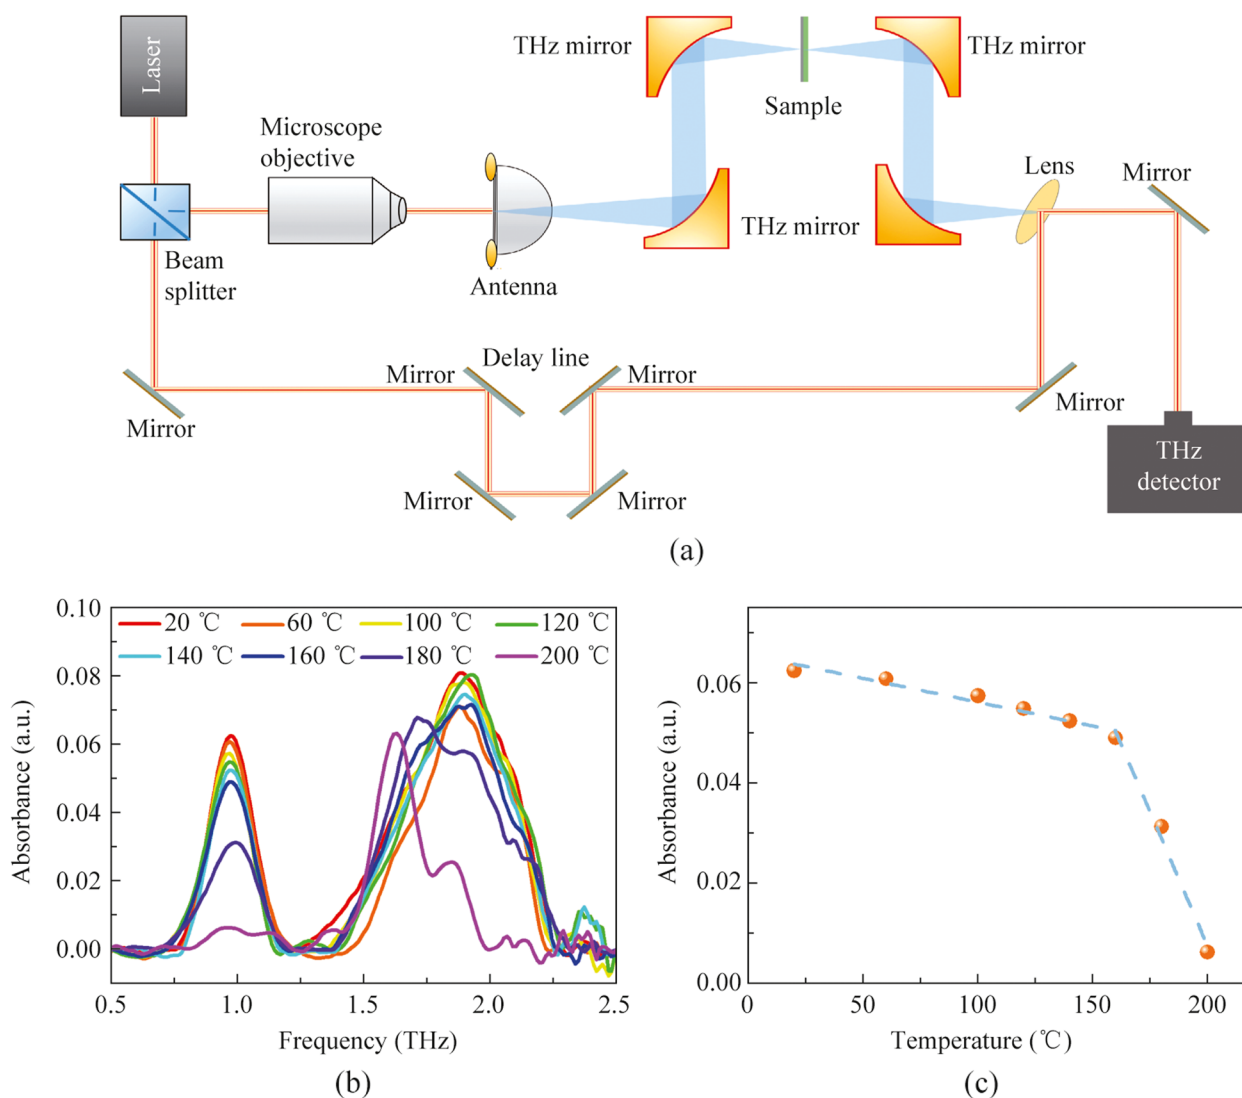 Laser
THz mirror
THz mirror
Sample
Microscope
objective
Lens
Mirror
THz mirror
THz mirror
Beam
splitter
Antenna
Delay line
Mirror
Mirror
Mirror
Mirror
Mirror
Mirror
THz
detector
(a)
0.10
0.08
0.06
0.04
0.02
0.00
Absorbance (a.u.)
20 ℃
60 ℃
100 ℃
120 ℃
140 ℃
160 ℃
180 ℃
200 ℃
0.5
1.0
1.5
2.0
2.5
Frequency (THz)
(b)
0.06
0.04
0.02
0.00
Absorbance (a.u.)
0
50
100
150
200
Temperature (℃)
(c)